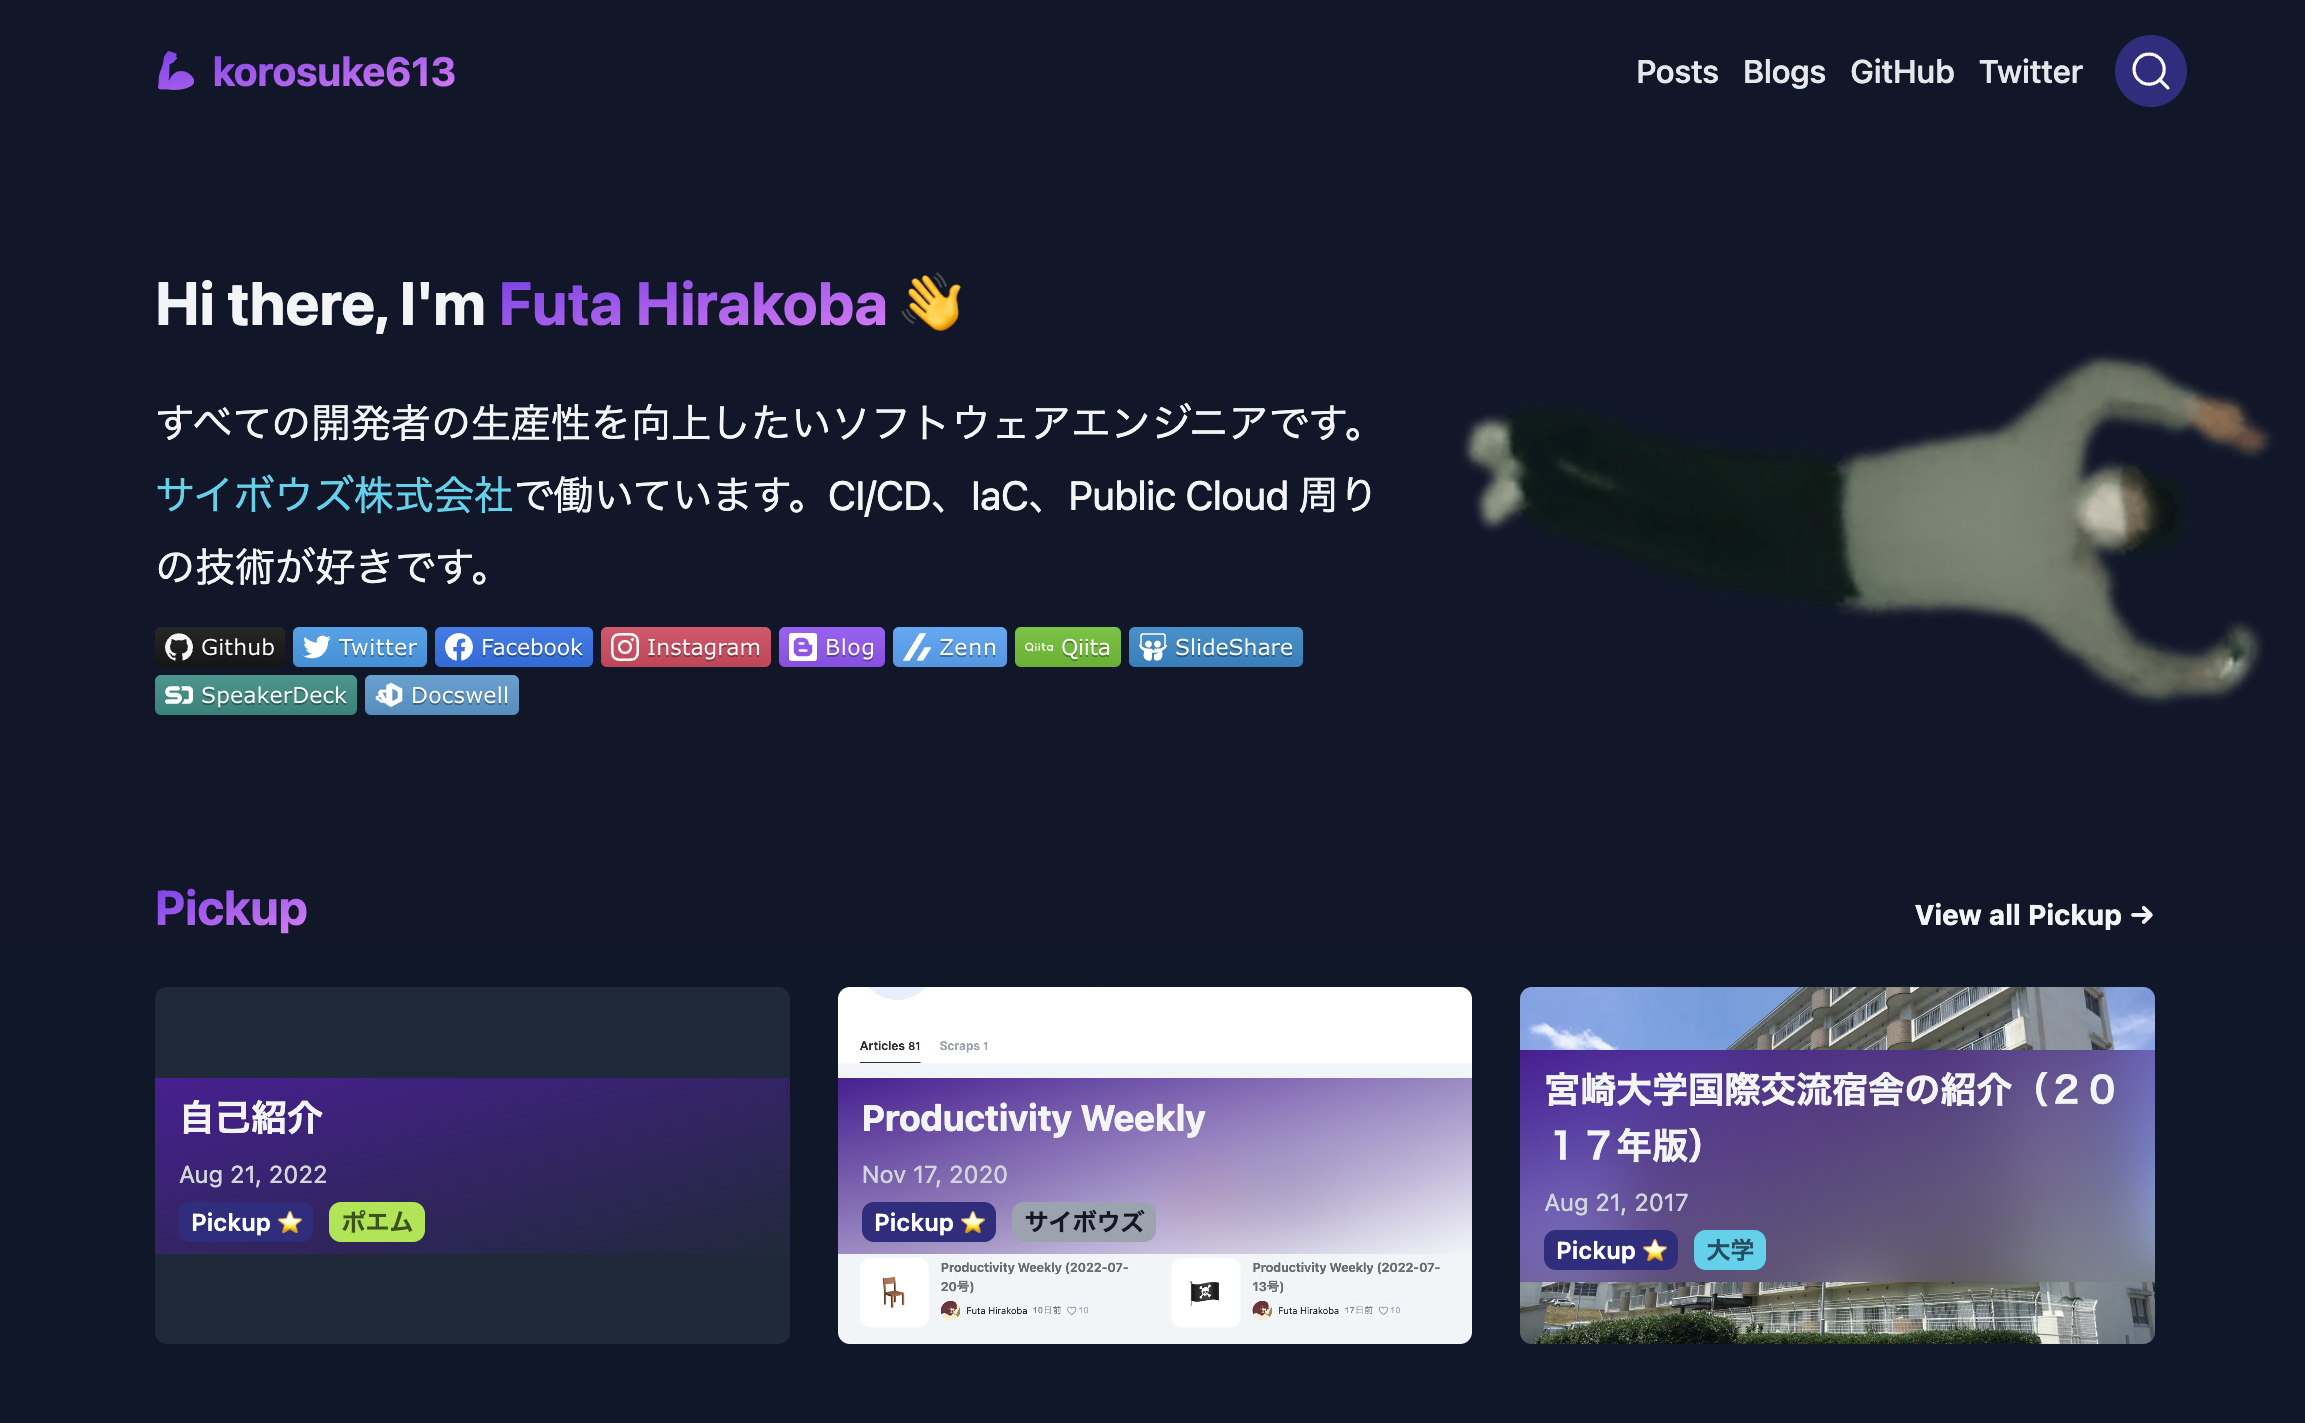 korosuke613
Posts Blogs GitHub Twitter
Hi there, I'm Futa Hirakoba 👋
すべての開発者の生産性を向上したいソフトウェアエンジニアです。
サイボウズ株式会社で働いています。CI/CD、IaC、Public Cloud 周り
の技術が好きです。
Github Twitter Facebook Instagram Blog Zenn Qiita Qiita SlideShare
SpeakerDeck Docswell
Pickup
View all Pickup →
自己紹介
Aug 21, 2022
Pickup ⭐ ポエム
Articles 81 Scraps 1
Productivity Weekly
Nov 17, 2020
Pickup ⭐ サイボウズ
Productivity Weekly (2022-07-
20号)
Futa Hirakoba 10日前 ♡10
Productivity Weekly (2022-07-
13号)
Futa Hirakoba 17日前 ♡10
宮崎大学国際交流宿舎の紹介（２０
１７年版）
Aug 21, 2017
Pickup ⭐ 大学